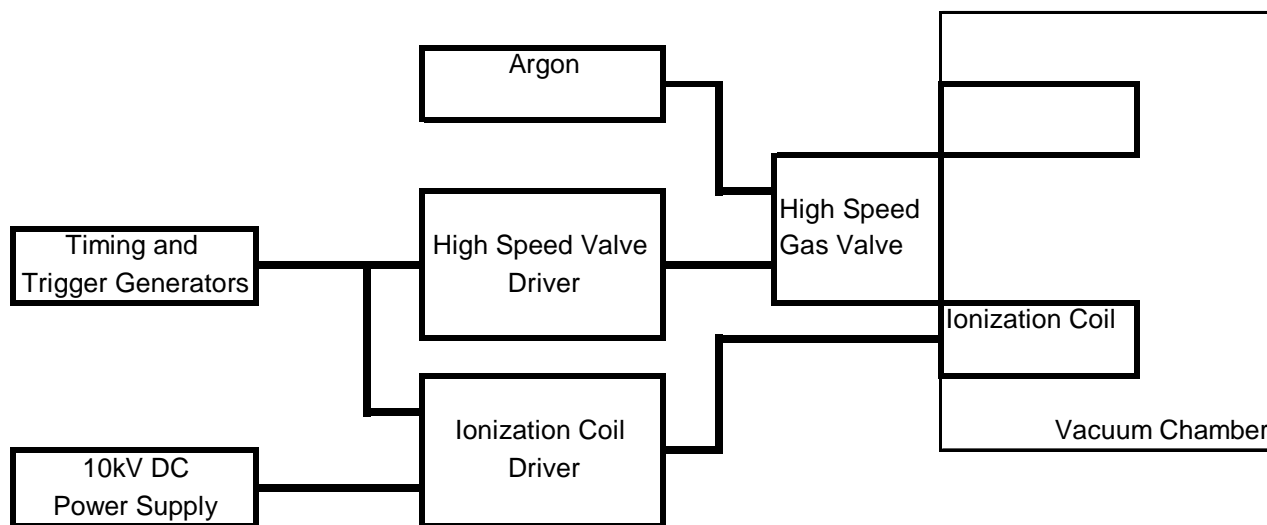 Argon
High Speed
Gas Valve
Timing and
Trigger Generators
High Speed Valve
Driver
Ionization Coil
Ionization Coil
Driver
Vacuum Chamber
10kV DC
Power Supply